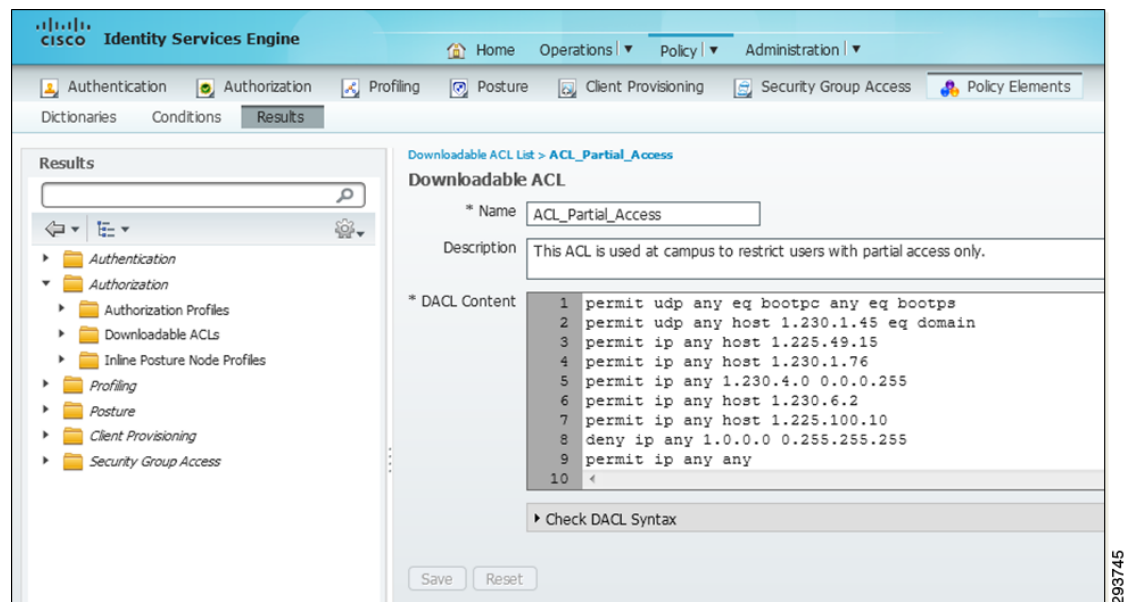 CISCO Identity Services Engine
Home Operations Policy Administration
Authentication Authorization Profiling Posture Client Provisioning Security Group Access Policy Elements
Dictionaries Conditions Results
Results
Authentication
Authorization
Authorization Profiles
Downloadable ACLs
Inline Posture Node Profiles
Profiling
Posture
Client Provisioning
Security Group Access
Downloadable ACL List > ACL_Partial_Access
Downloadable ACL
* Name ACL_Partial_Access
Description This ACL is used at campus to restrict users with partial access only.
* DACL Content
1 permit udp any eq bootpc any eq bootps
2 permit udp any host 1.230.1.45 eq domain
3 permit ip any host 1.225.49.15
4 permit ip any host 1.230.1.76
5 permit ip any 1.230.4.0 0.0.0.255
6 permit ip any host 1.230.6.2
7 permit ip any host 1.225.100.10
8 deny ip any 1.0.0.0 0.255.255.255
9 permit ip any any
10
Check DACL Syntax
Save Reset
293745